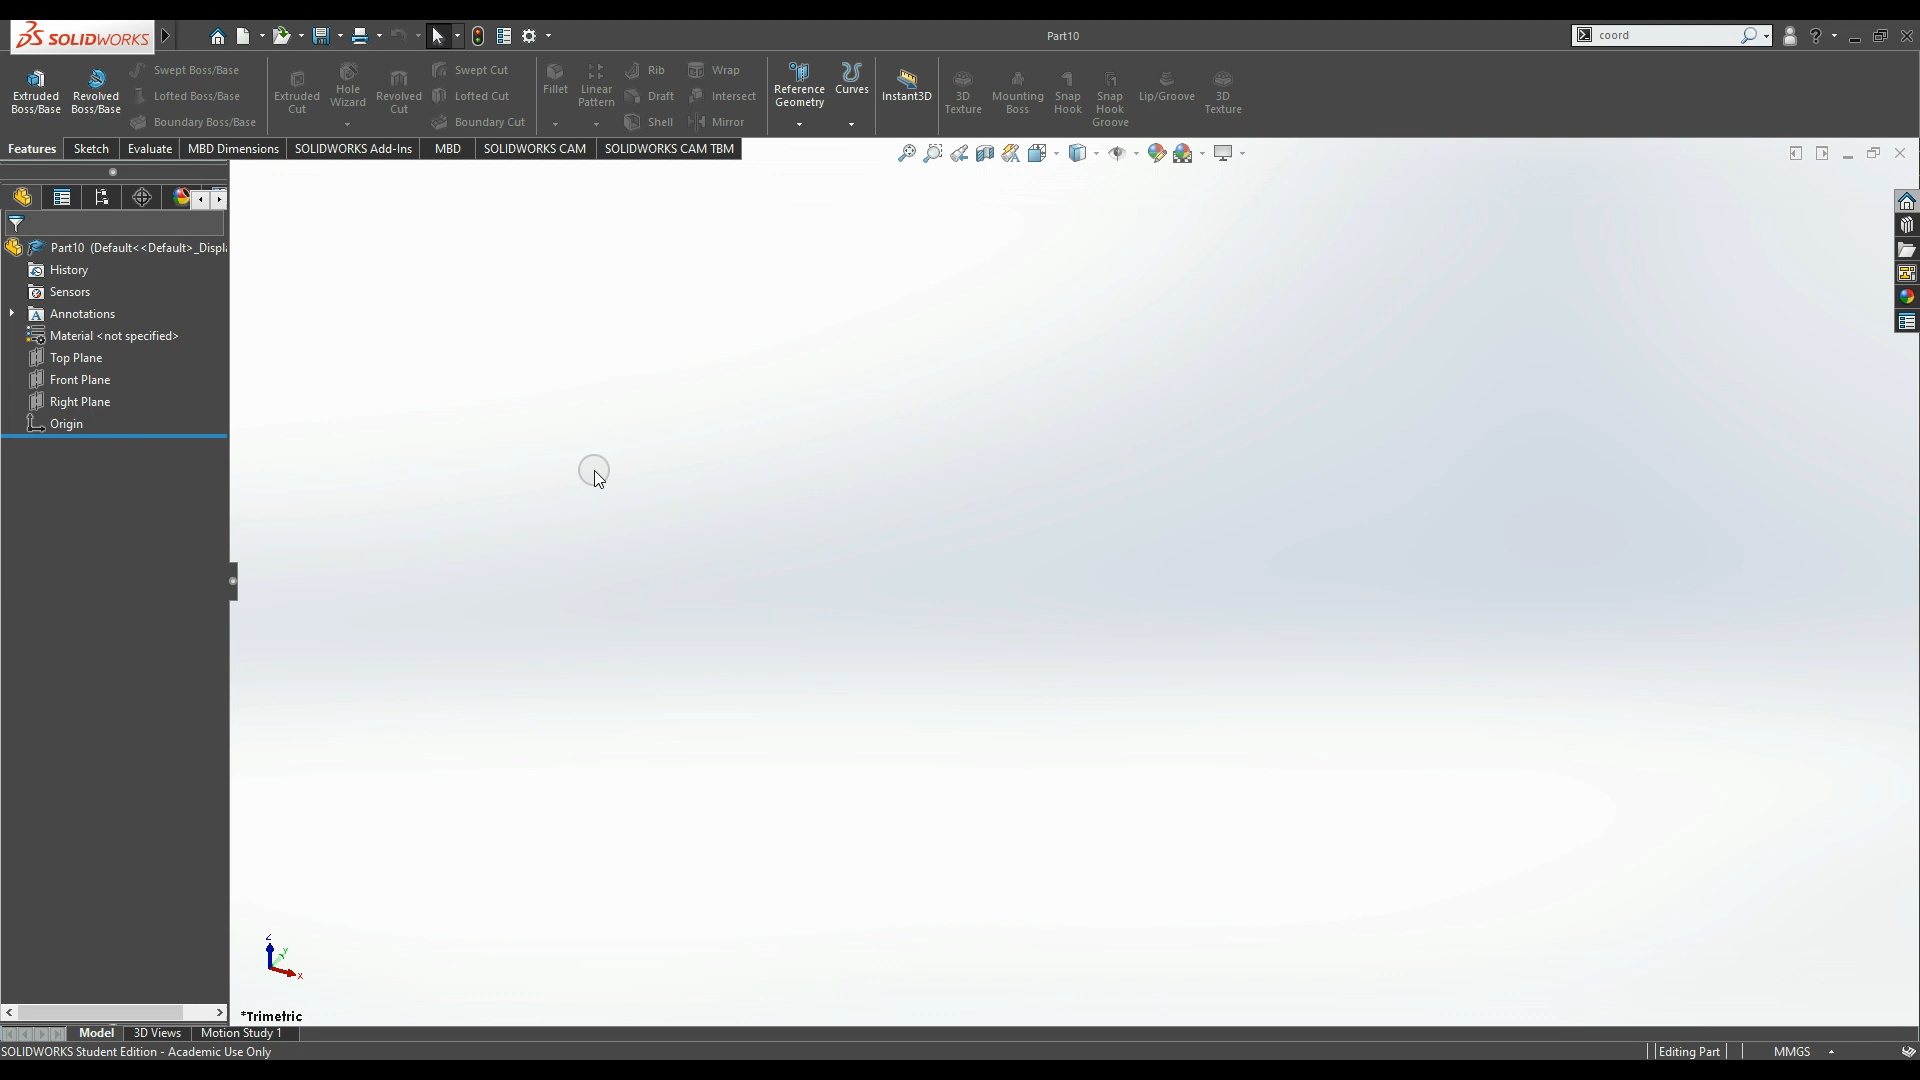 SOLIDWORKS
Part10
coord
Extruded Boss/Base
Revolved Boss/Base
Swept Boss/Base
Lofted Boss/Base
Boundary Boss/Base
Extruded Cut
Hole Wizard
Revolved Cut
Swept Cut
Lofted Cut
Boundary Cut
Fillet
Linear Pattern
Rib
Draft
Shell
Wrap
Intersect
Mirror
Reference Geometry
Curves
Instant3D
3D Texture
Mounting Boss
Snap Hook
Snap Hook Groove
Lip/Groove
3D Texture
Features
Sketch
Evaluate
MBD Dimensions
SOLIDWORKS Add-Ins
MBD
SOLIDWORKS CAM
SOLIDWORKS CAM TBM
Part10 (Default<<Default>_Displ
History
Sensors
Annotations
Material <not specified>
Top Plane
Front Plane
Right Plane
Origin
Z
Y
X
*Trimetric
Model
3D Views
Motion Study 1
SOLIDWORKS Student Edition - Academic Use Only
Editing Part
MMGS